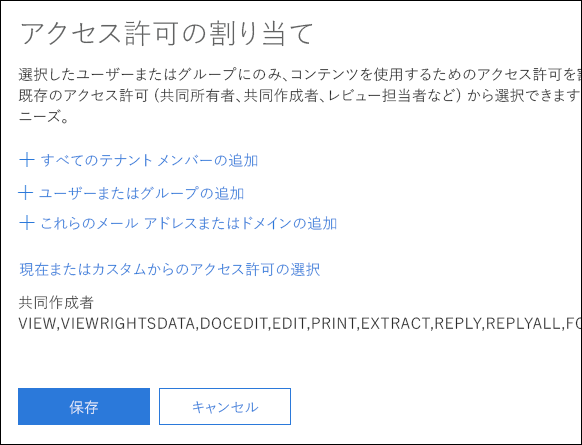 アクセス許可の割り当て
選択したユーザーまたはグループにのみ、コンテンツを使用するためのアクセス許可を割
既存のアクセス許可 (共同所有者、共同作成者、レビュー担当者など) から選択できます
ニーズ。
＋ すべてのテナント メンバーの追加
＋ ユーザーまたはグループの追加
＋ これらのメール アドレスまたはドメインの追加
現在またはカスタムからのアクセス許可の選択
共同作成者
VIEW,VIEWRIGHTSDATA,DOCEDIT,EDIT,PRINT,EXTRACT,REPLY,REPLYALL,FO
保存
キャンセル